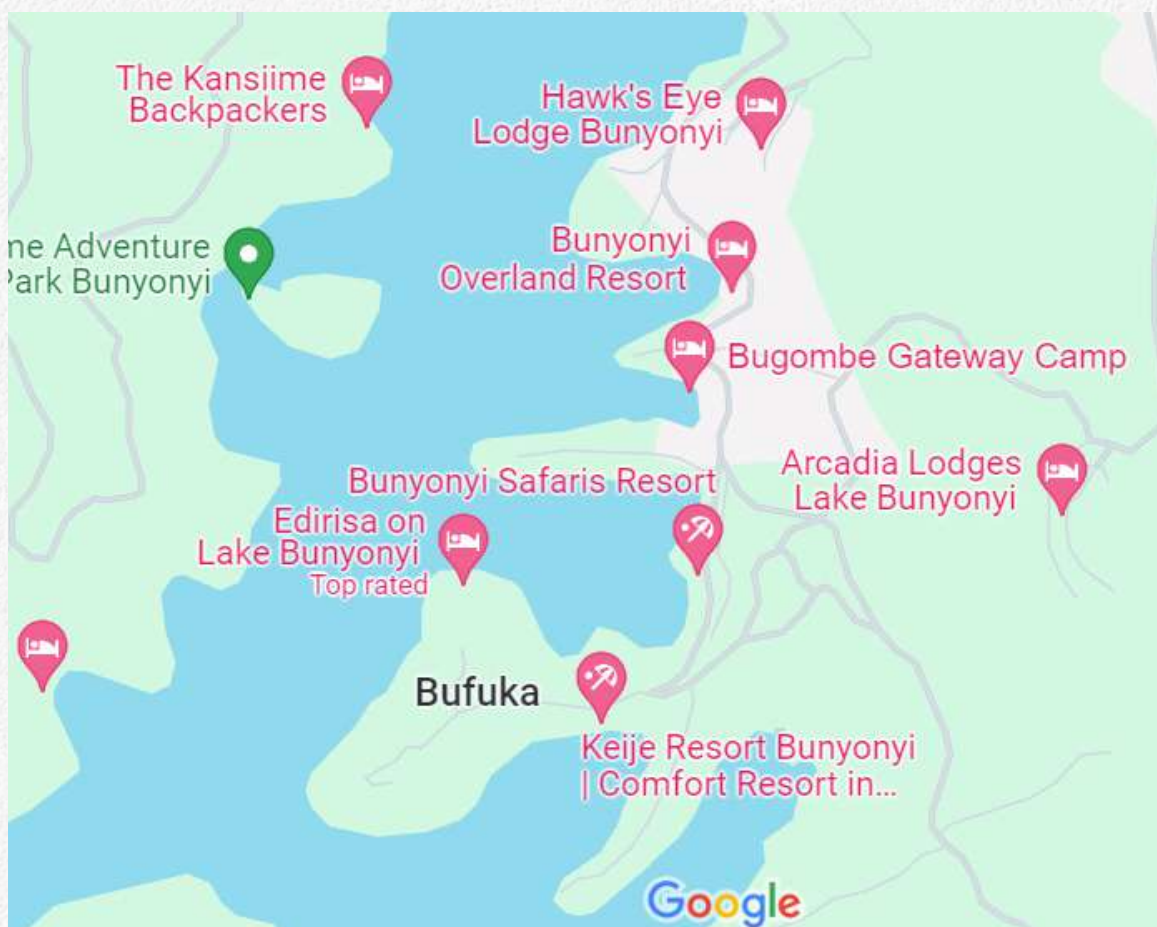 The Kansiime
Backpackers
Hawk's Eye
Lodge Bunyonyi
me Adventure
Park Bunyonyi
Bunyonyi
Overland Resort
Bugombe Gateway Camp
Arcadia Lodges
Lake Bunyonyi
Bunyonyi Safaris Resort
Edirisa on
Lake Bunyonyi
Top rated
Bufuka
Keije Resort Bunyonyi
| Comfort Resort in...
Google